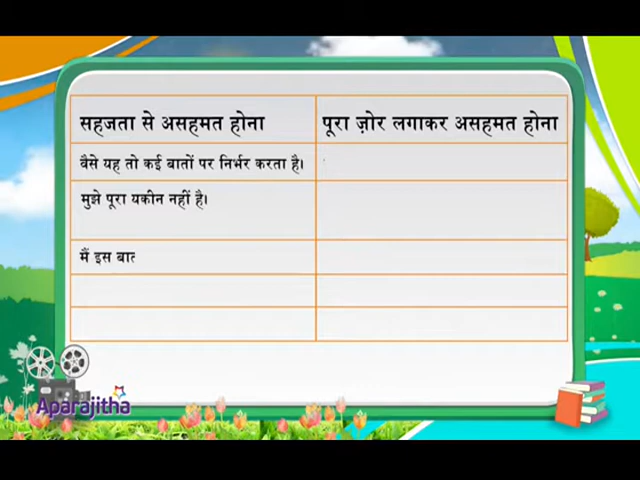 सहजता से असहमत होना
पूरा ज़ोर लगाकर असहमत होना
वैसे यह तो कई बातों पर निर्भर करता है।
मुझे पूरा यकीन नहीं है।
मैं इस बात
Aparajitha